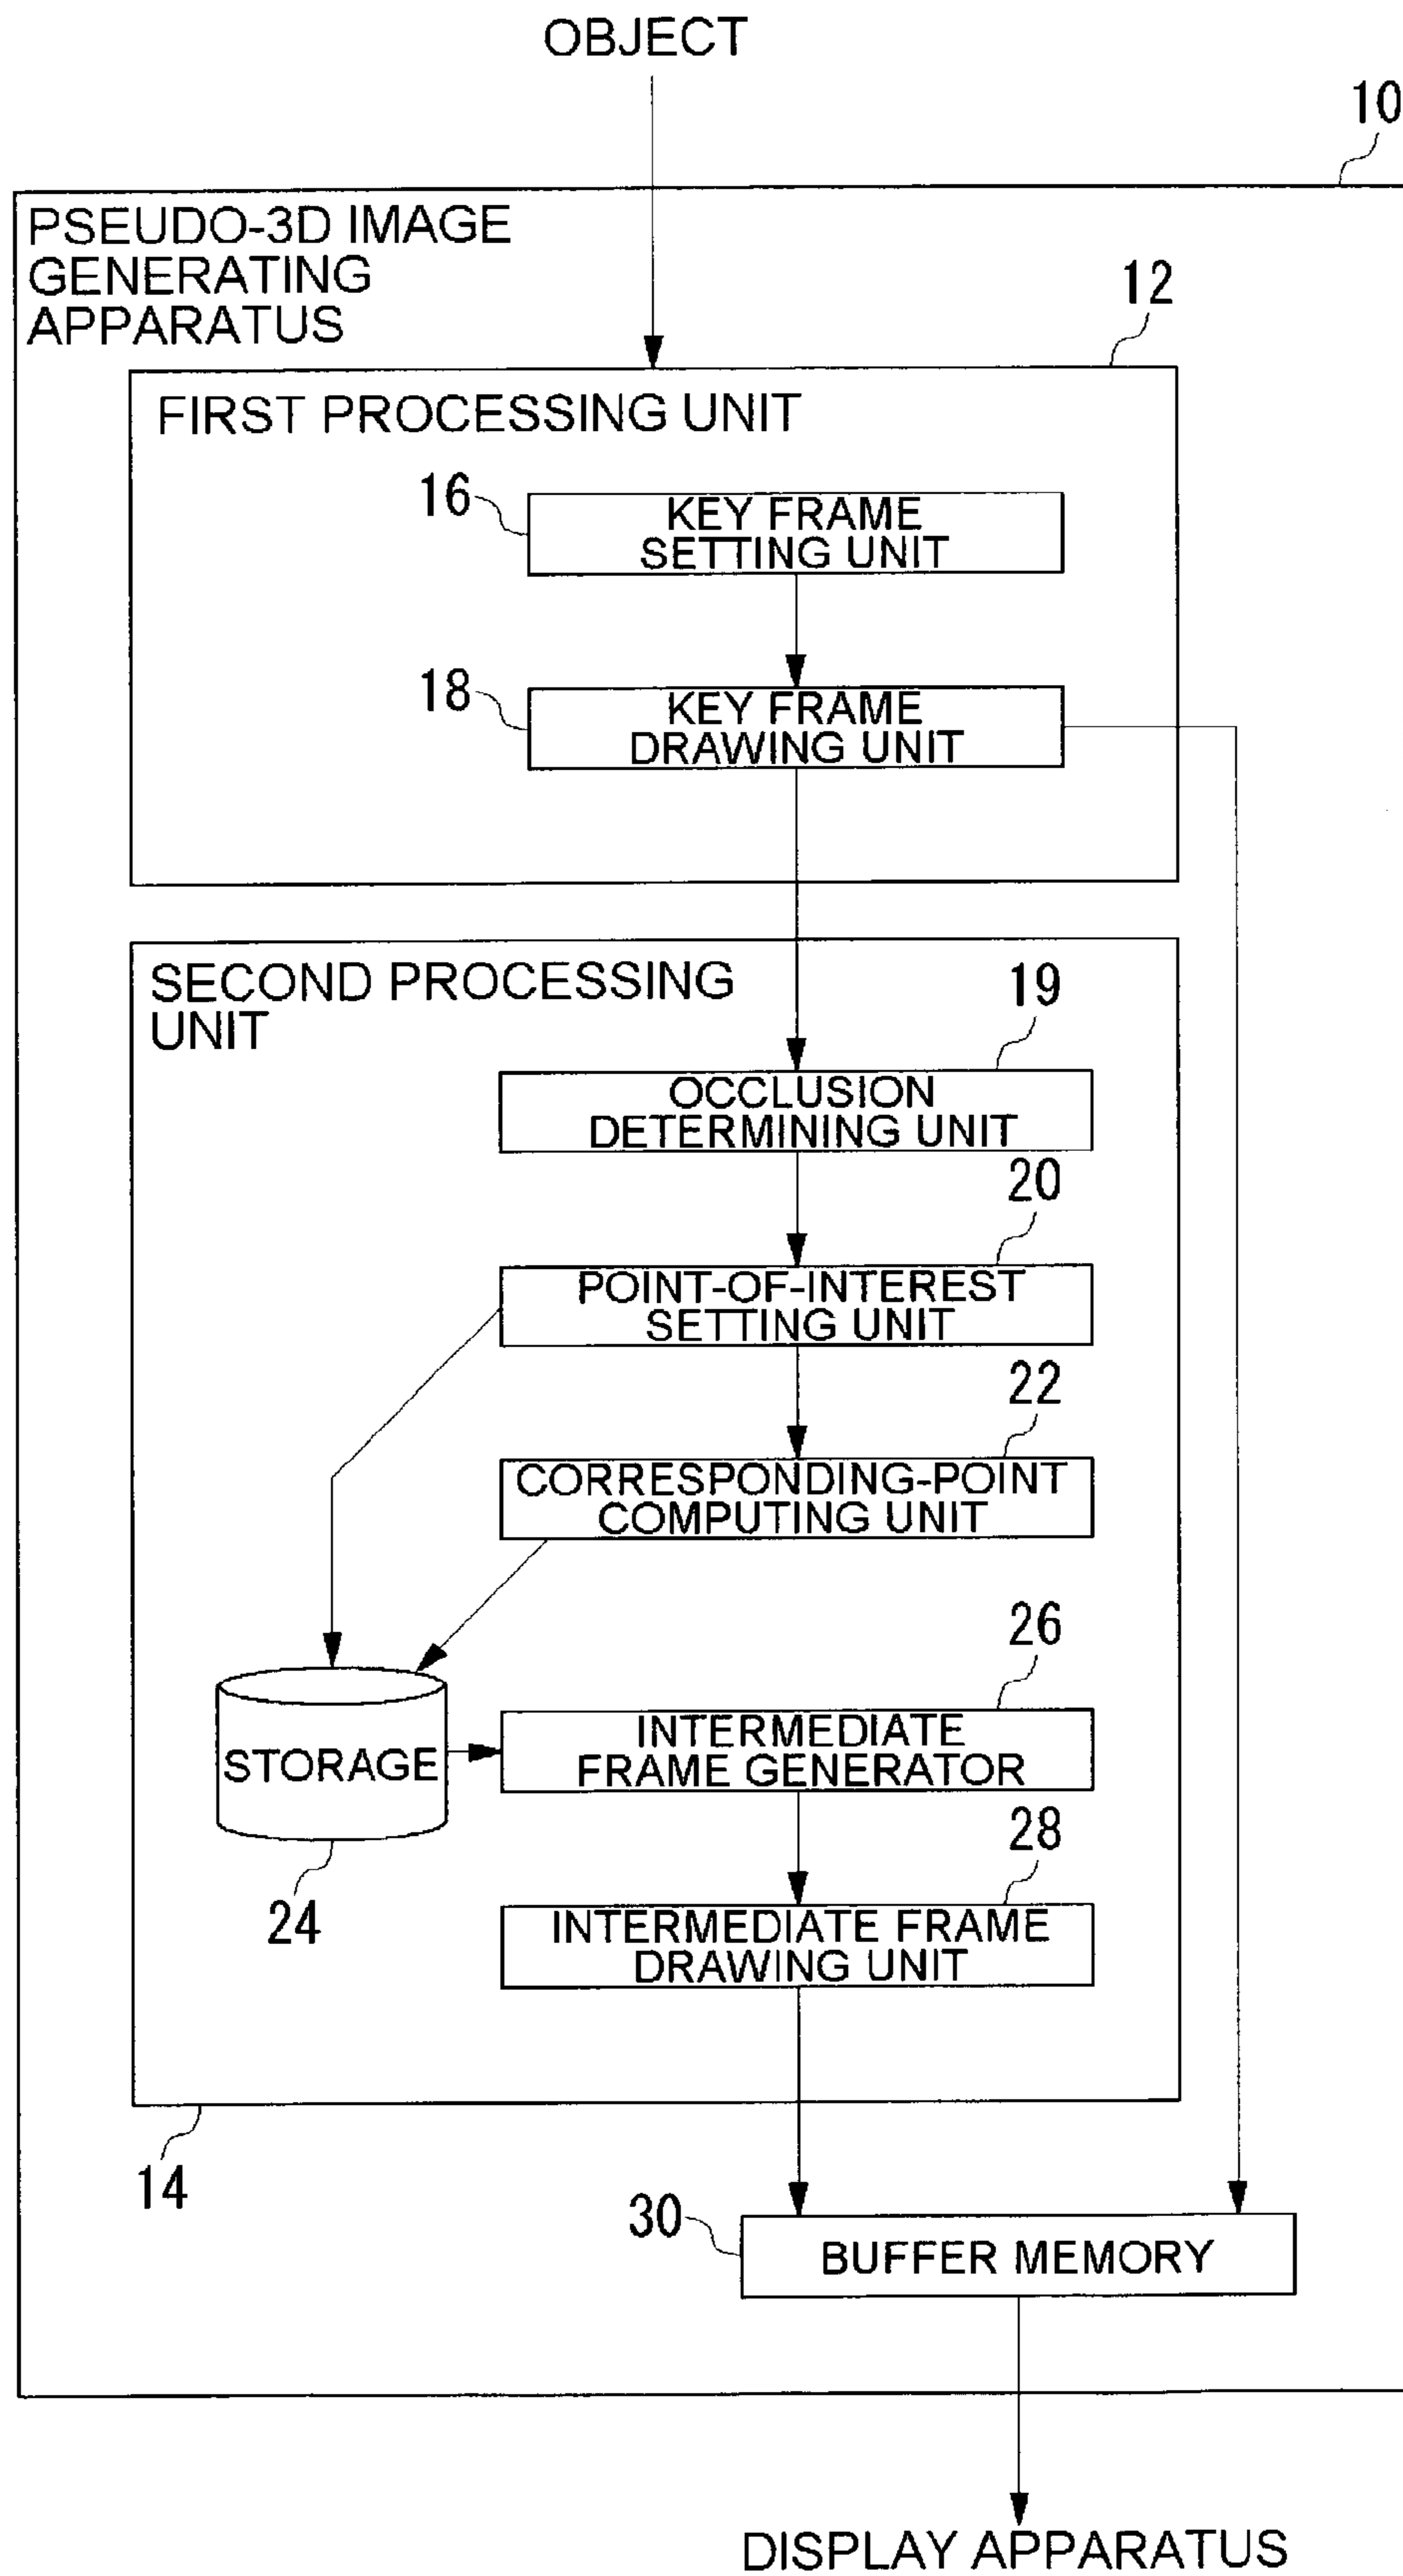 OBJECT
10
PSEUDO-3D IMAGE
GENERATING
APPARATUS
12
FIRST PROCESSING UNIT
16
KEY FRAME
SETTING UNIT
18
KEY FRAME
DRAWING UNIT
SECOND PROCESSING
UNIT
19
OCCLUSION
DETERMINING UNIT
20
POINT-OF-INTEREST
SETTING UNIT
22
CORRESPONDING-POINT
COMPUTING UNIT
26
INTERMEDIATE
FRAME GENERATOR
STORAGE
24
28
INTERMEDIATE FRAME
DRAWING UNIT
14
30
BUFFER MEMORY
DISPLAY APPARATUS